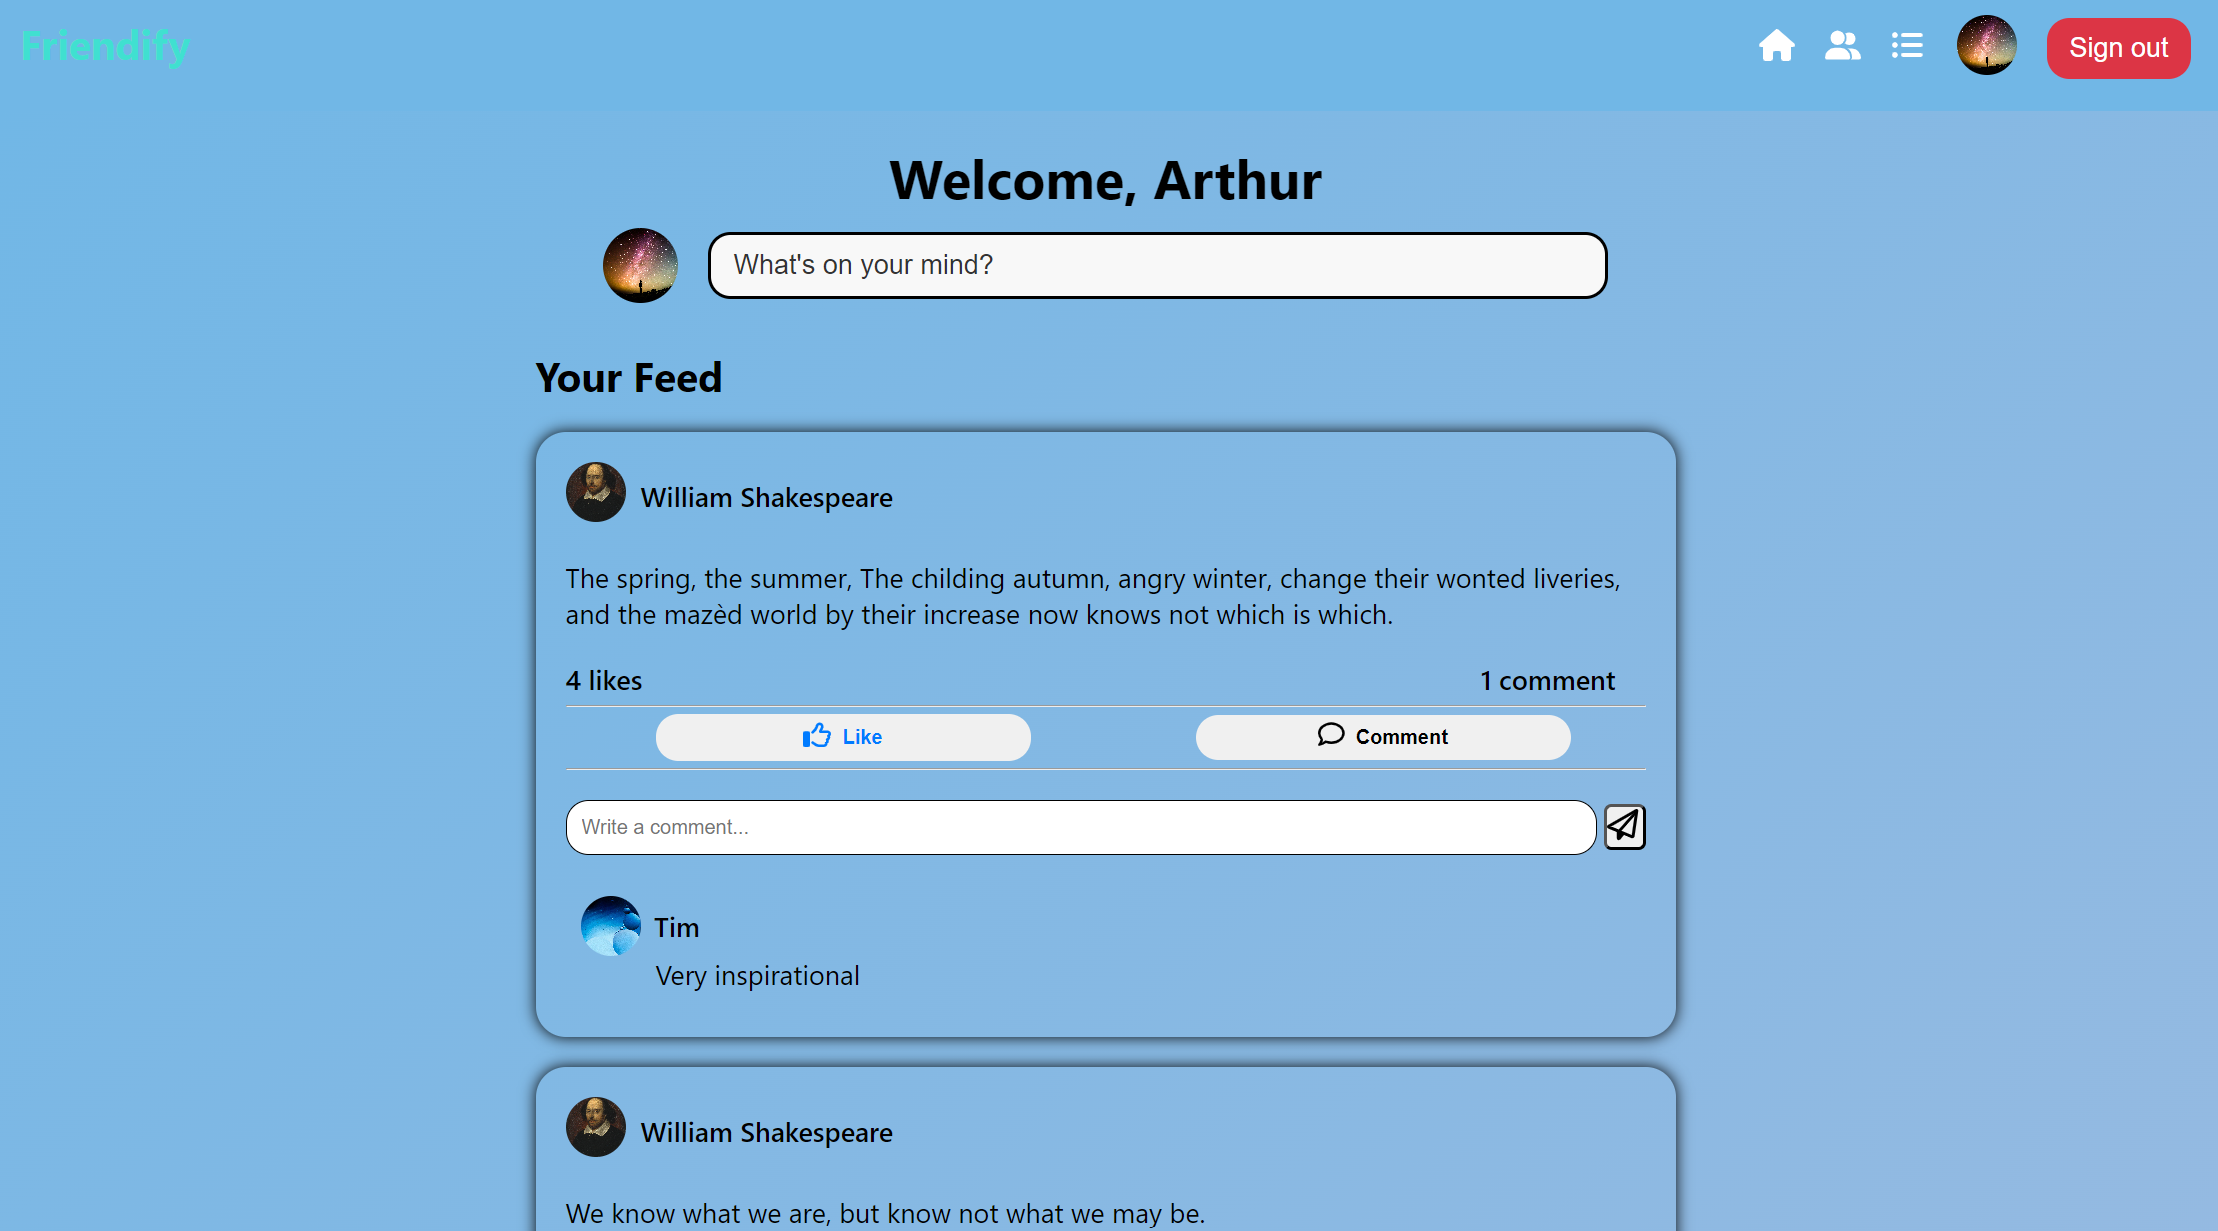 Friendify
Sign out
Welcome, Arthur
What's on your mind?
Your Feed
William Shakespeare
The spring, the summer, The childing autumn, angry winter, change their wonted liveries,
and the mazèd world by their increase now knows not which is which.
4 likes
1 comment
Like
Comment
Write a comment...
Tim
Very inspirational
William Shakespeare
We know what we are, but know not what we may be.